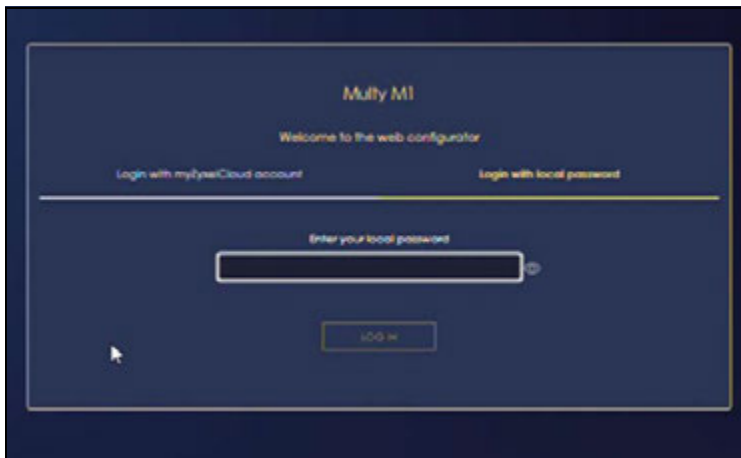 Multy M1
Welcome to the web configurator
Login with myZyxelCloud account
Login with local password
Enter your local password
LOG IN